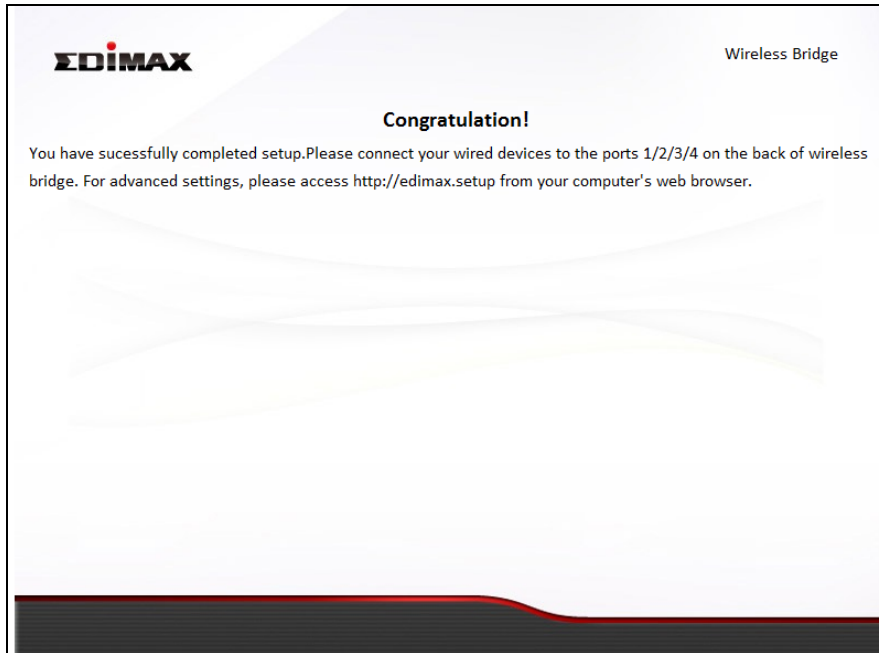 EDIMAX
Wireless Bridge
Congratulation!
You have sucessfully completed setup.Please connect your wired devices to the ports 1/2/3/4 on the back of wireless
bridge. For advanced settings, please access http://edimax.setup from your computer's web browser.